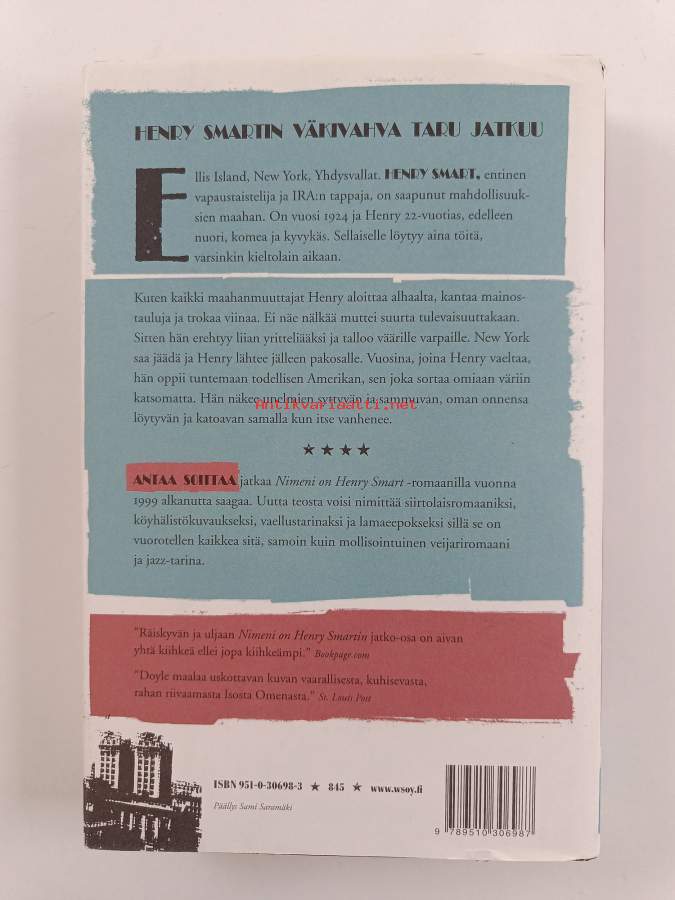 HENRY SMARTIN VÄKIVAHVA TARU JATKUU
Ellis Island, New York, Yhdysvallat. HENRY SMART, entinen
vapaustaistelija ja IRA:n tappaja, on saapunut mahdollisuuk-
sien maahan. On vuosi 1924 ja Henry 22-vuotias, edelleen
nuori, komea ja kyvykäs. Sellaiselle löytyy aina töitä,
varsinkin kieltolain aikaan.
Kuten kaikki maahanmuuttajat Henry aloittaa alhaalta, kantaa mainos-
tauluja ja trokaa viinaa. Ei näe nälkää muttei suurta tulevaisuuttakaan.
Sitten hän erehtyy liian yritteliääksi ja talloo väärille varpaille. New York
saa jäädä ja Henry lähtee jälleen pakosalle. Vuosina, joina Henry vaeltaa,
hän oppii tuntemaan todellisen Amerikan, sen joka sortaa omiaan väriin
katsomatta. Hän näkee unelmien syttyvän ja sammuvan, oman onnensa
Antikvariaatti.net
löytyvän ja katoavan samalla kun itse vanhenee.
★ ★ ★ ★
ANTAA SOITTAA jatkaa Nimeni on Henry Smart -romaanilla vuonna
1999 alkanutta saagaa. Uutta teosta voisi nimittää siirtolaisromaaniksi,
köyhälistökuvaukseksi, vaellustarinaksi ja lamaeepokseksi sillä se on
vuorotellen kaikkea sitä, samoin kuin mollisointuinen veijariromaani
ja jazz-tarina.
"Räiskyvän ja uljaan Nimeni on Henry Smartin jatko-osa on aivan
yhtä kiihkeä ellei jopa kiihkeämpi." Bookpage.com
"Doyle maalaa uskottavan kuvan vaarallisesta, kuhisevasta,
rahan riivaamasta Isosta Omenasta." St. Louis Post
ISBN 951-0-30698-3 ★ 845 ★ www.wsoy.fi
Päällys Sami Saramäki
9 789510 306987